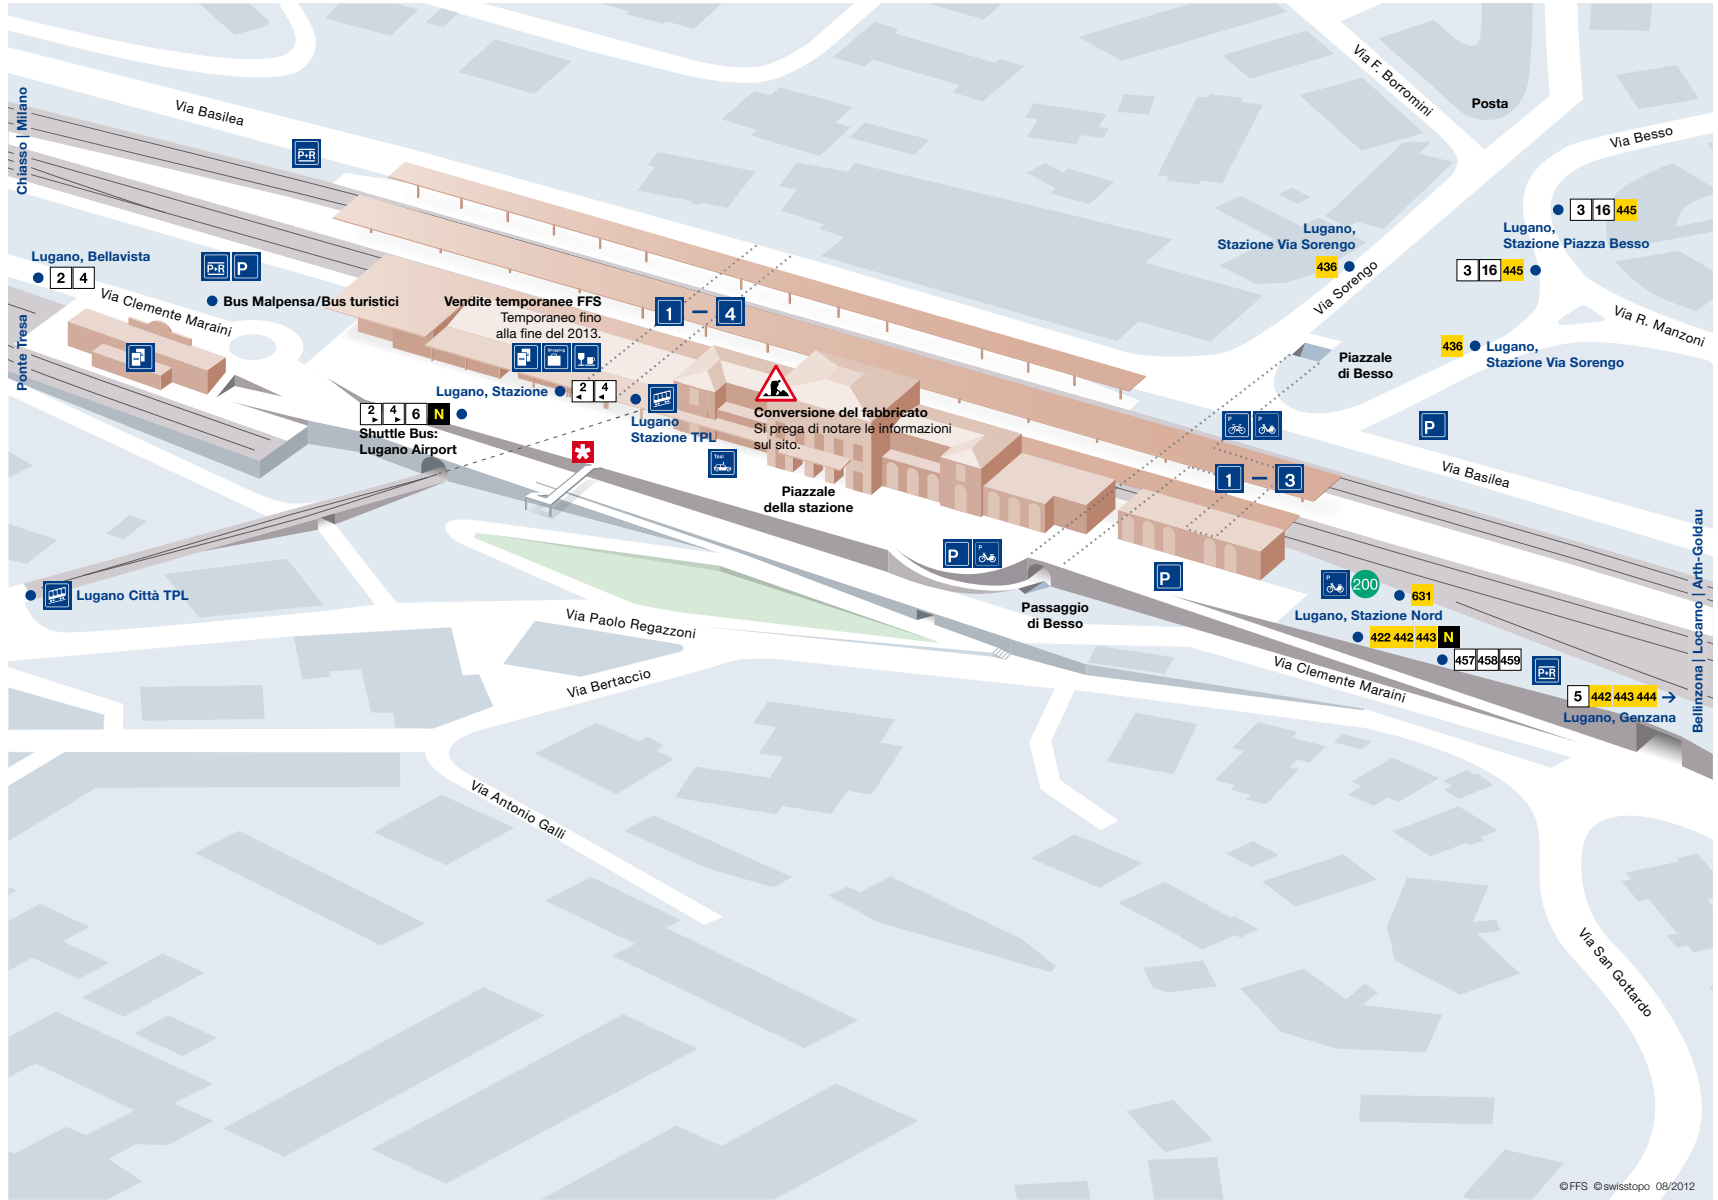 Via Basilea
Chiasso | Milano
P+R
Via F. Borromini
Posta
Via Besso
3 16 445
Lugano,
Stazione Piazza Besso
3 16 445
Lugano,
Stazione Via Sorengo
436
Via Sorengo
Via R. Manzoni
436
Lugano,
Stazione Via Sorengo
Piazzale
di Besso
Lugano, Bellavista
2 4
P+R P
Bus Malpensa/Bus turistici
Via Clemente Maraini
Ponte Tresa
Vendite temporanee FFS
Temporaneo fino
alla fine del 2013.
Shopping
1 – 4
Lugano, Stazione
2 4
2 4 6 N
Shuttle Bus:
Lugano Airport
Lugano
Stazione TPL
Conversione del fabbricato
Si prega di notare le informazioni
sul sito.
Taxi
Piazzale
della stazione
P P
P
Via Basilea
1 – 3
P P
P
Passaggio
di Besso
P 200
631
Lugano, Stazione Nord
422 442 443 N
457 458 459
P+R
5 442 443 444
Lugano, Genzana
Bellinzona | Locarno | Arth-Goldau
Lugano Città TPL
Via Paolo Regazzoni
Via Bertaccio
Via Clemente Maraini
Via Antonio Galli
Via San Gottardo
© FFS © swisstopo 08/2012